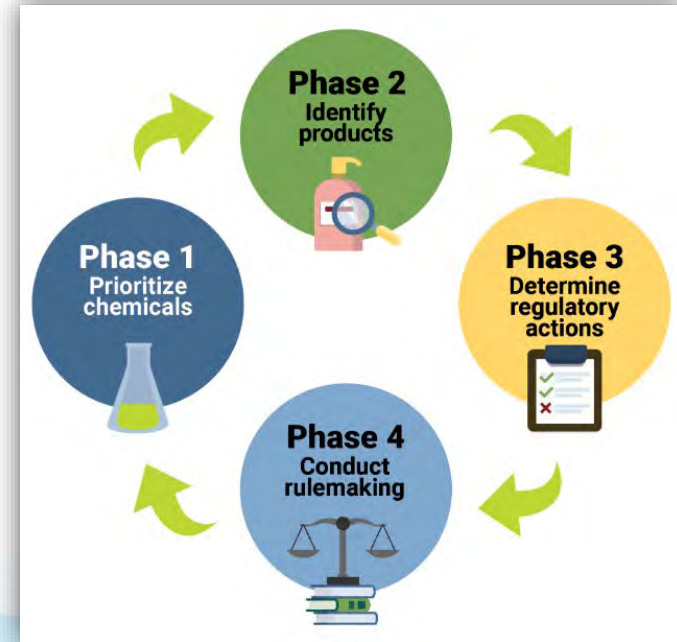 Phase 1
Prioritize
chemicals
Phase 2
Identify
products
Phase 3
Determine
regulatory
actions
Phase 4
Conduct
rulemaking